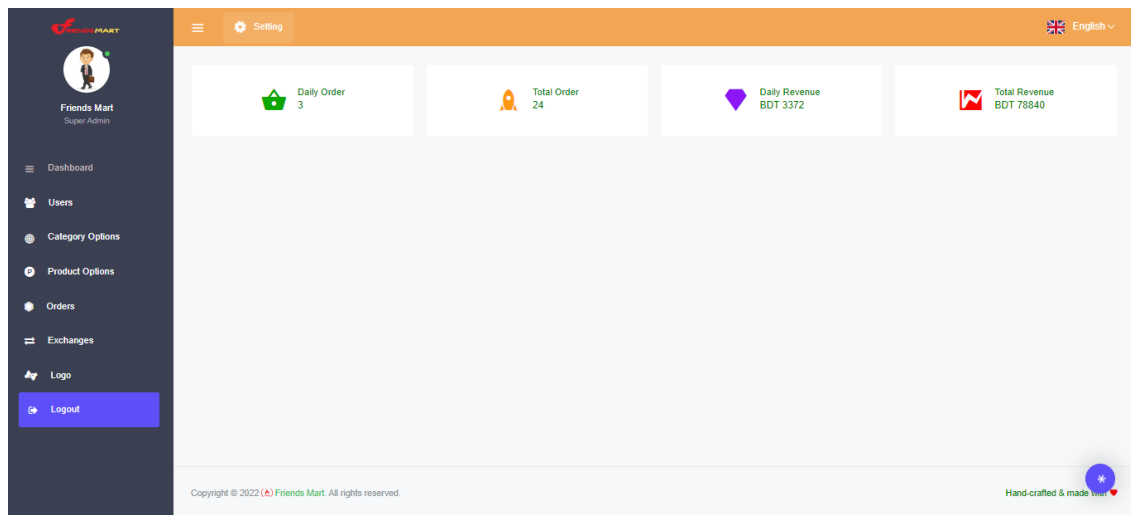 FRIENDS MART
Setting
English
Friends Mart
Super Admin
Daily Order
3
Total Order
24
Daily Revenue
BDT 3372
Total Revenue
BDT 78840
Dashboard
Users
Category Options
Product Options
Orders
Exchanges
Logo
Logout
Copyright © 2022 Friends Mart. All rights reserved.
Hand-crafted & made with